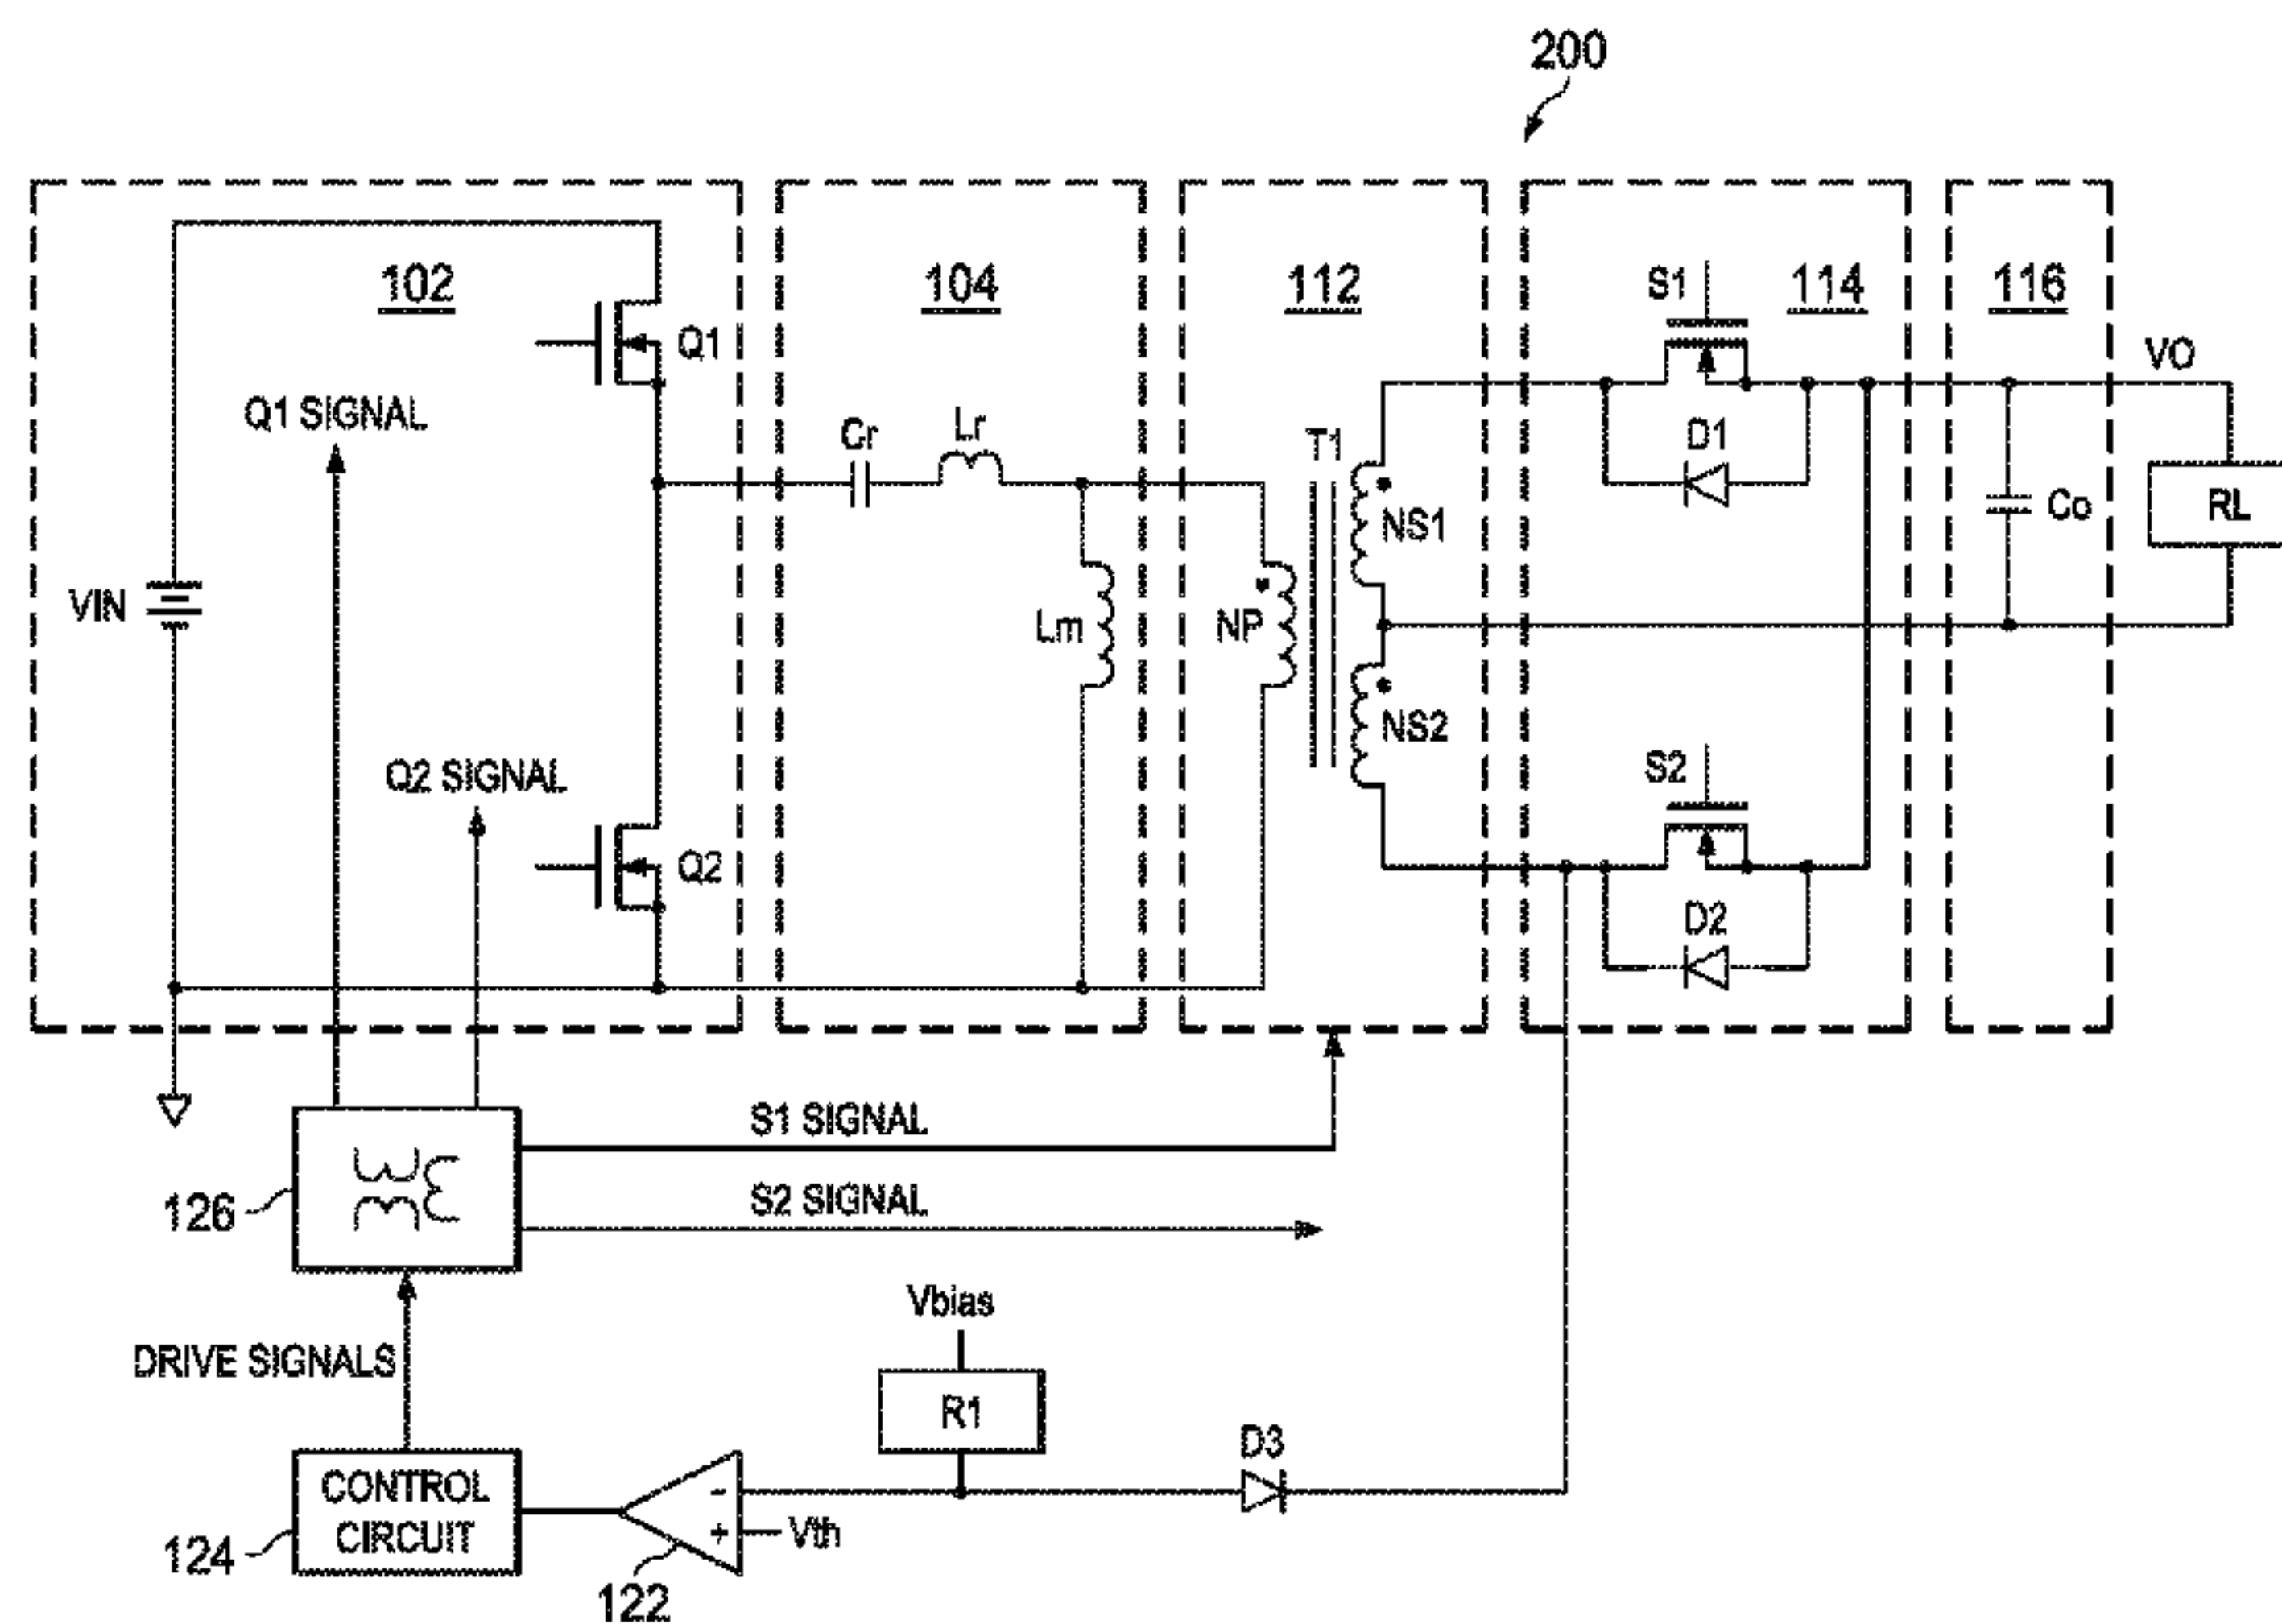 200
102
104
112
114
116
S1
VO
Q1
Q1 SIGNAL
Cr
Lr
T1
D1
NS1
Co
RL
VIN
Lm
NP
NS2
Q2 SIGNAL
S2
Q2
D2
S1 SIGNAL
126
S2 SIGNAL
Vbias
DRIVE SIGNALS
R1
D3
CONTROL
CIRCUIT
-
+
Vth
124
122